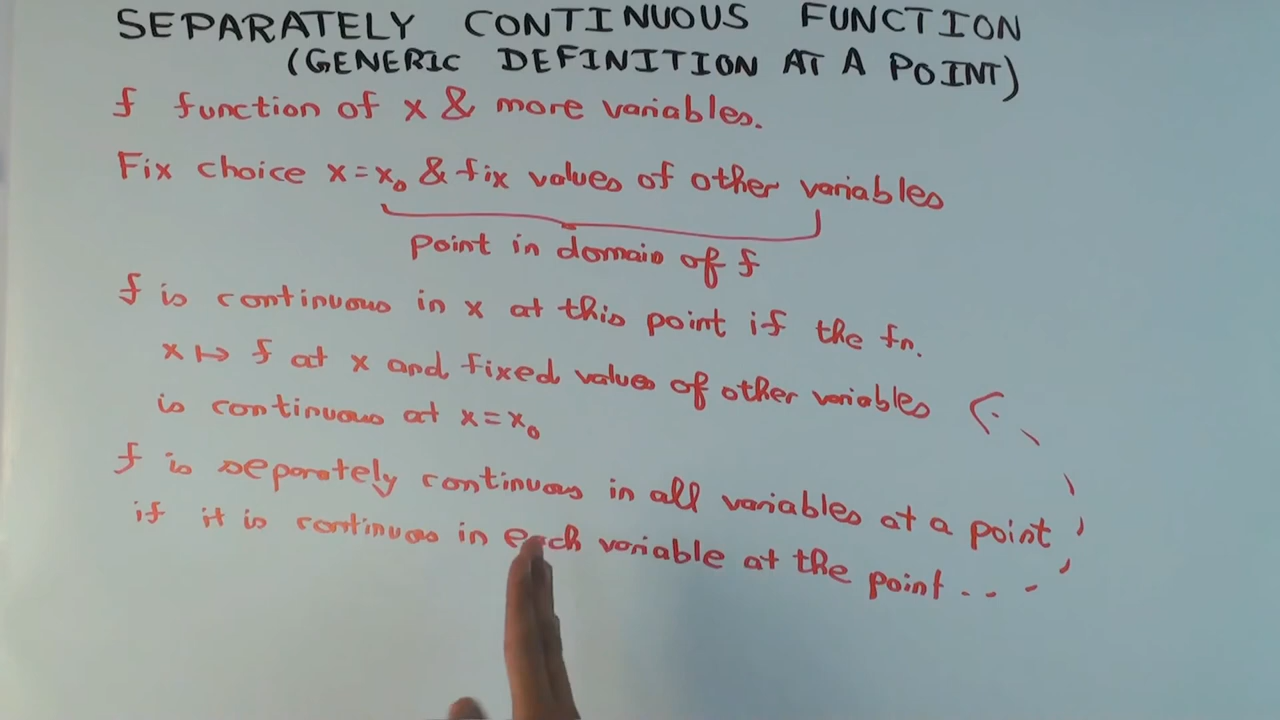 SEPARATELY CONTINUOUS FUNCTION
(GENERIC DEFINITION AT A POINT)
f function of x & more variables.
Fix choice x=x₀ & fix values of other variables
point in domain of f
f is continuous in x at this point if the fn.
x ↦ f at x and fixed values of other variables
is continuous at x=x₀
f is separately continuous in all variables at a point
if it is continuous in each variable at the point...